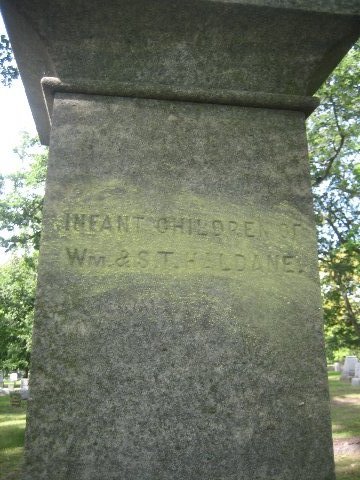 INFANT CHILDREN OF
WM. & S.T. HALDANE.